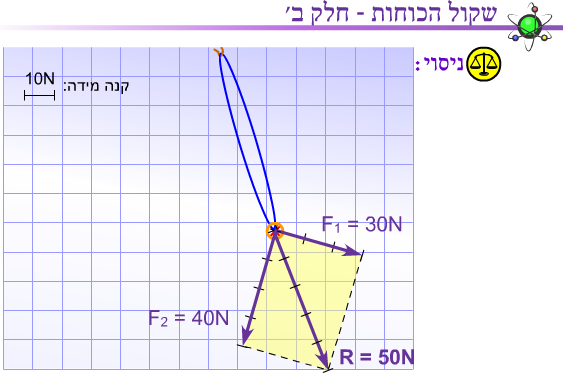 שקול הכוחות - חלק ב׳
ניסוי:
קנה מידה: 10N
F₁ = 30N
F₂ = 40N
R = 50N